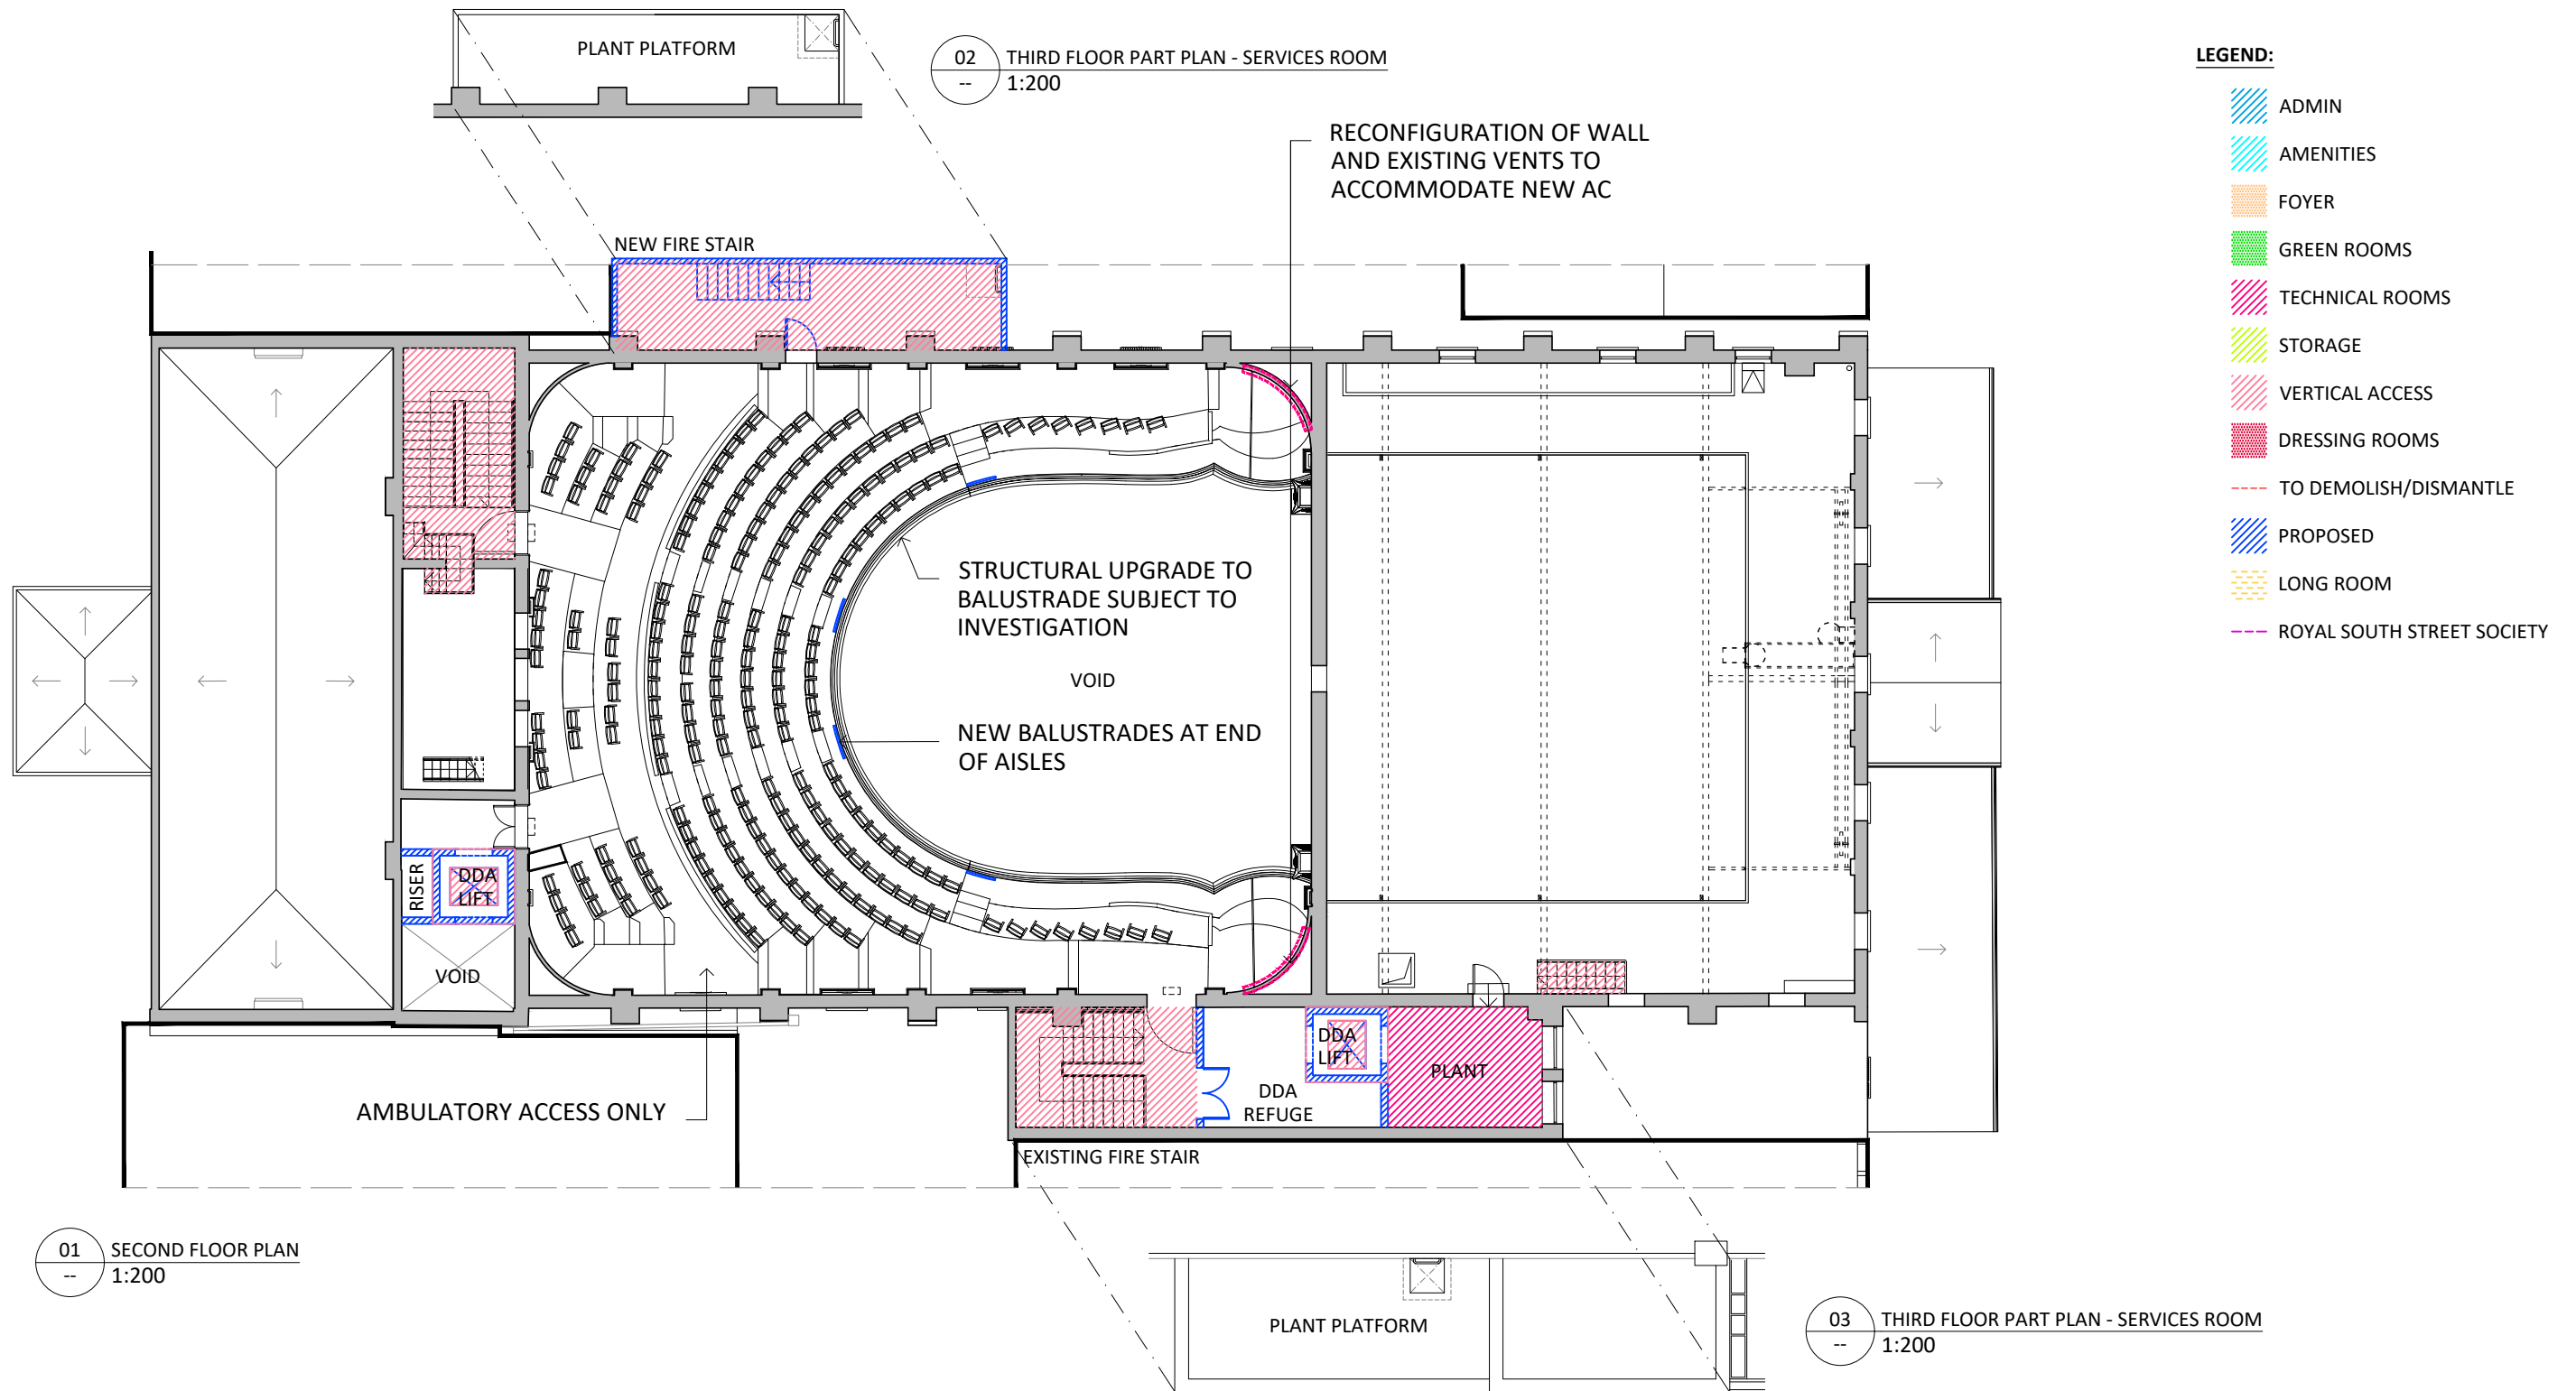 PLANT PLATFORM
02
--
THIRD FLOOR PART PLAN - SERVICES ROOM
1:200
LEGEND:
ADMIN
AMENITIES
FOYER
GREEN ROOMS
TECHNICAL ROOMS
STORAGE
VERTICAL ACCESS
DRESSING ROOMS
TO DEMOLISH/DISMANTLE
PROPOSED
LONG ROOM
ROYAL SOUTH STREET SOCIETY
RECONFIGURATION OF WALL
AND EXISTING VENTS TO
ACCOMMODATE NEW AC
NEW FIRE STAIR
STRUCTURAL UPGRADE TO
BALUSTRADE SUBJECT TO
INVESTIGATION
VOID
NEW BALUSTRADES AT END
OF AISLES
RISER
DDA
LIFT
VOID
AMBULATORY ACCESS ONLY
DDA
LIFT
PLANT
DDA
REFUGE
EXISTING FIRE STAIR
01
--
SECOND FLOOR PLAN
1:200
PLANT PLATFORM
03
--
THIRD FLOOR PART PLAN - SERVICES ROOM
1:200